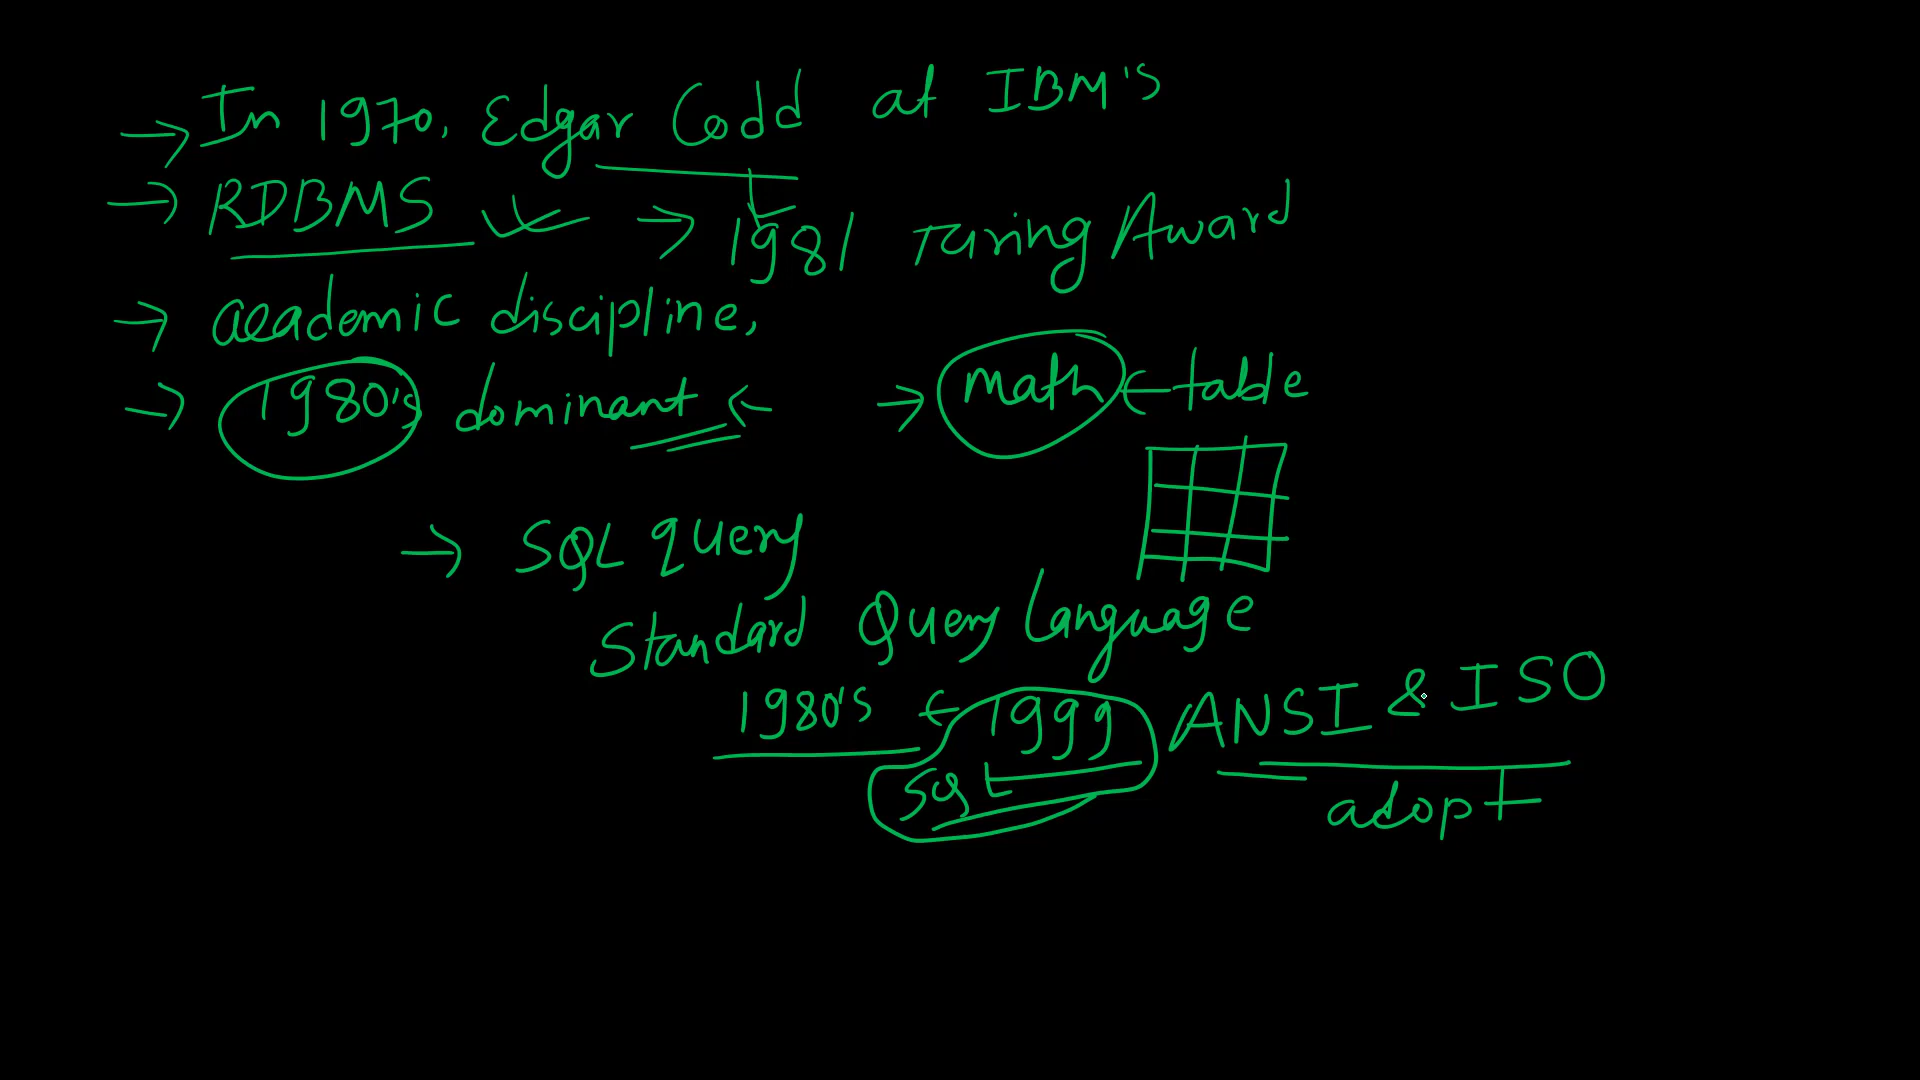 → In 1970, Edgar Codd at IBM's
→ RDBMS → 1981 Turing Award
→ academic discipline,
→ 1980's dominant ← → math ← table
→ SQL query
Standard Query Language
1980's ← 1999 ANSI & ISO
SQL adopt